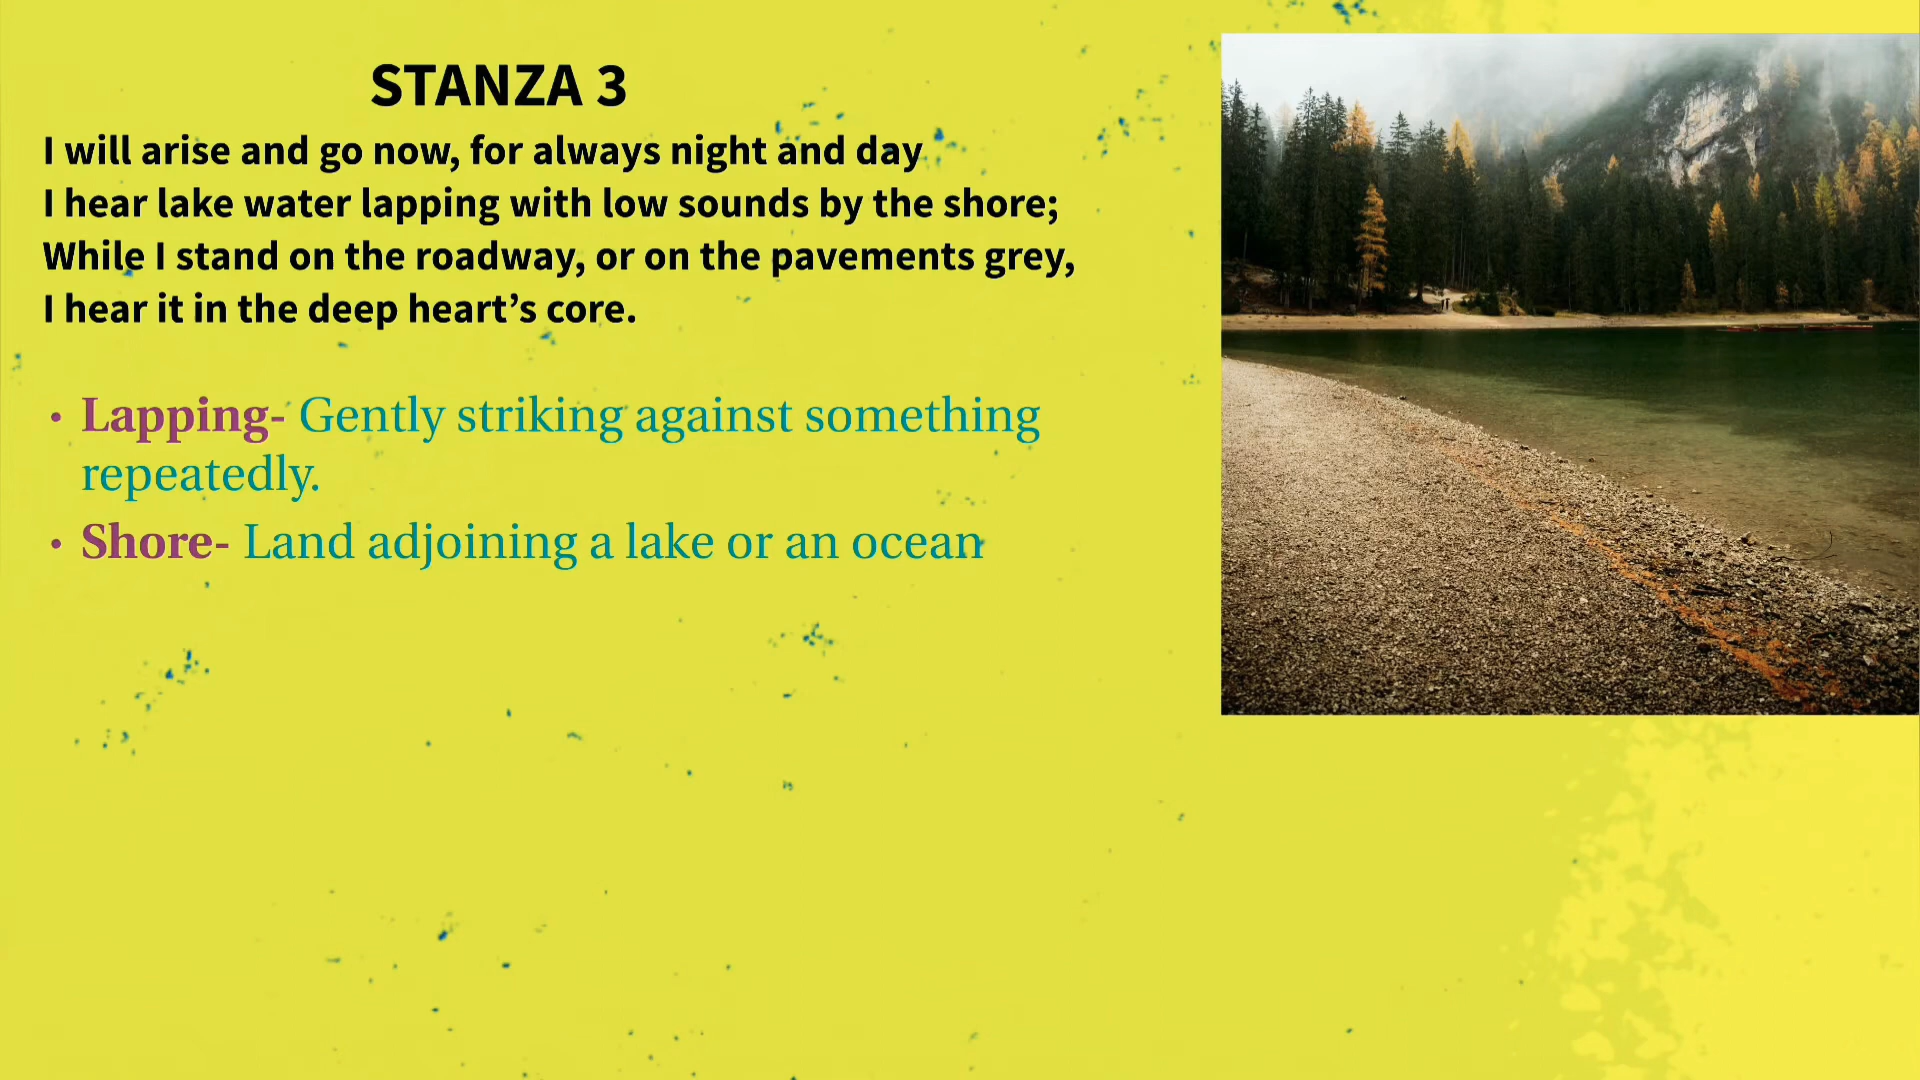 STANZA 3
I will arise and go now, for always night and day
I hear lake water lapping with low sounds by the shore;
While I stand on the roadway, or on the pavements grey,
I hear it in the deep heart’s core.
• Lapping- Gently striking against something
repeatedly.
• Shore- Land adjoining a lake or an ocean